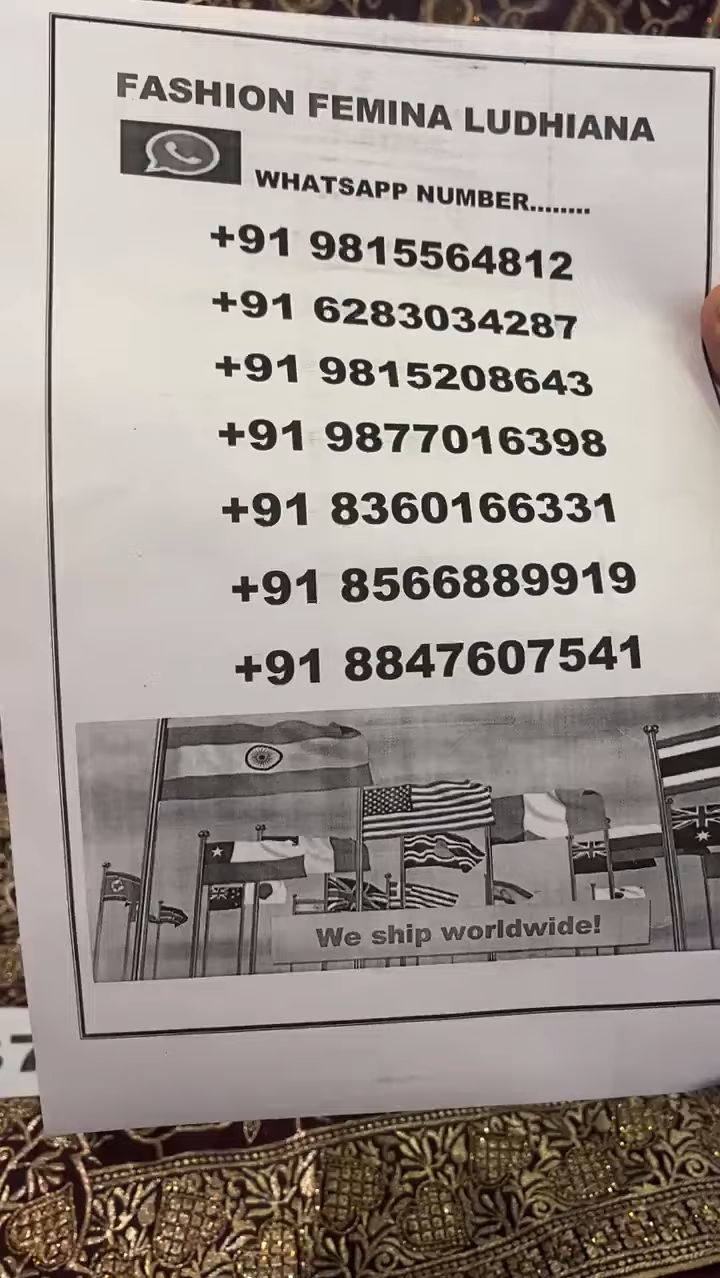 FASHION FEMINA LUDHIANA
WHATSAPP NUMBER........
+91 9815564812
+91 6283034287
+91 9815208643
+91 9877016398
+91 8360166331
+91 8566889919
+91 8847607541
We ship worldwide!